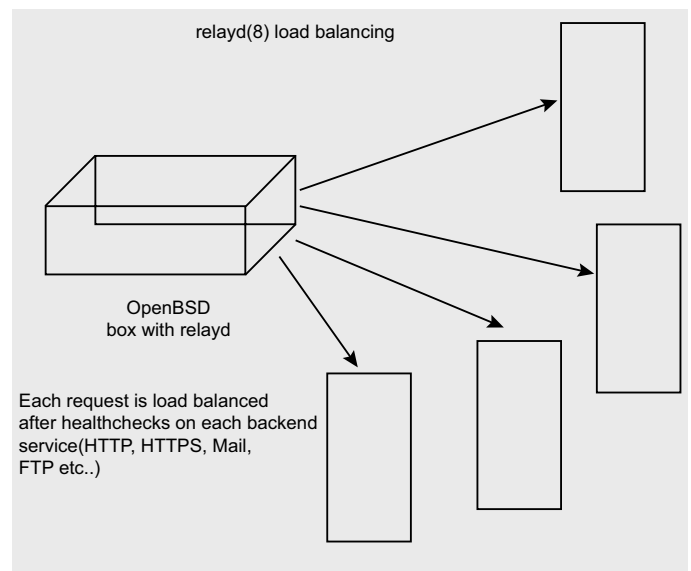 relayd(8) load balancing
OpenBSD
box with relayd
Each request is load balanced
after healthchecks on each backend
service(HTTP, HTTPS, Mail,
FTP etc..)